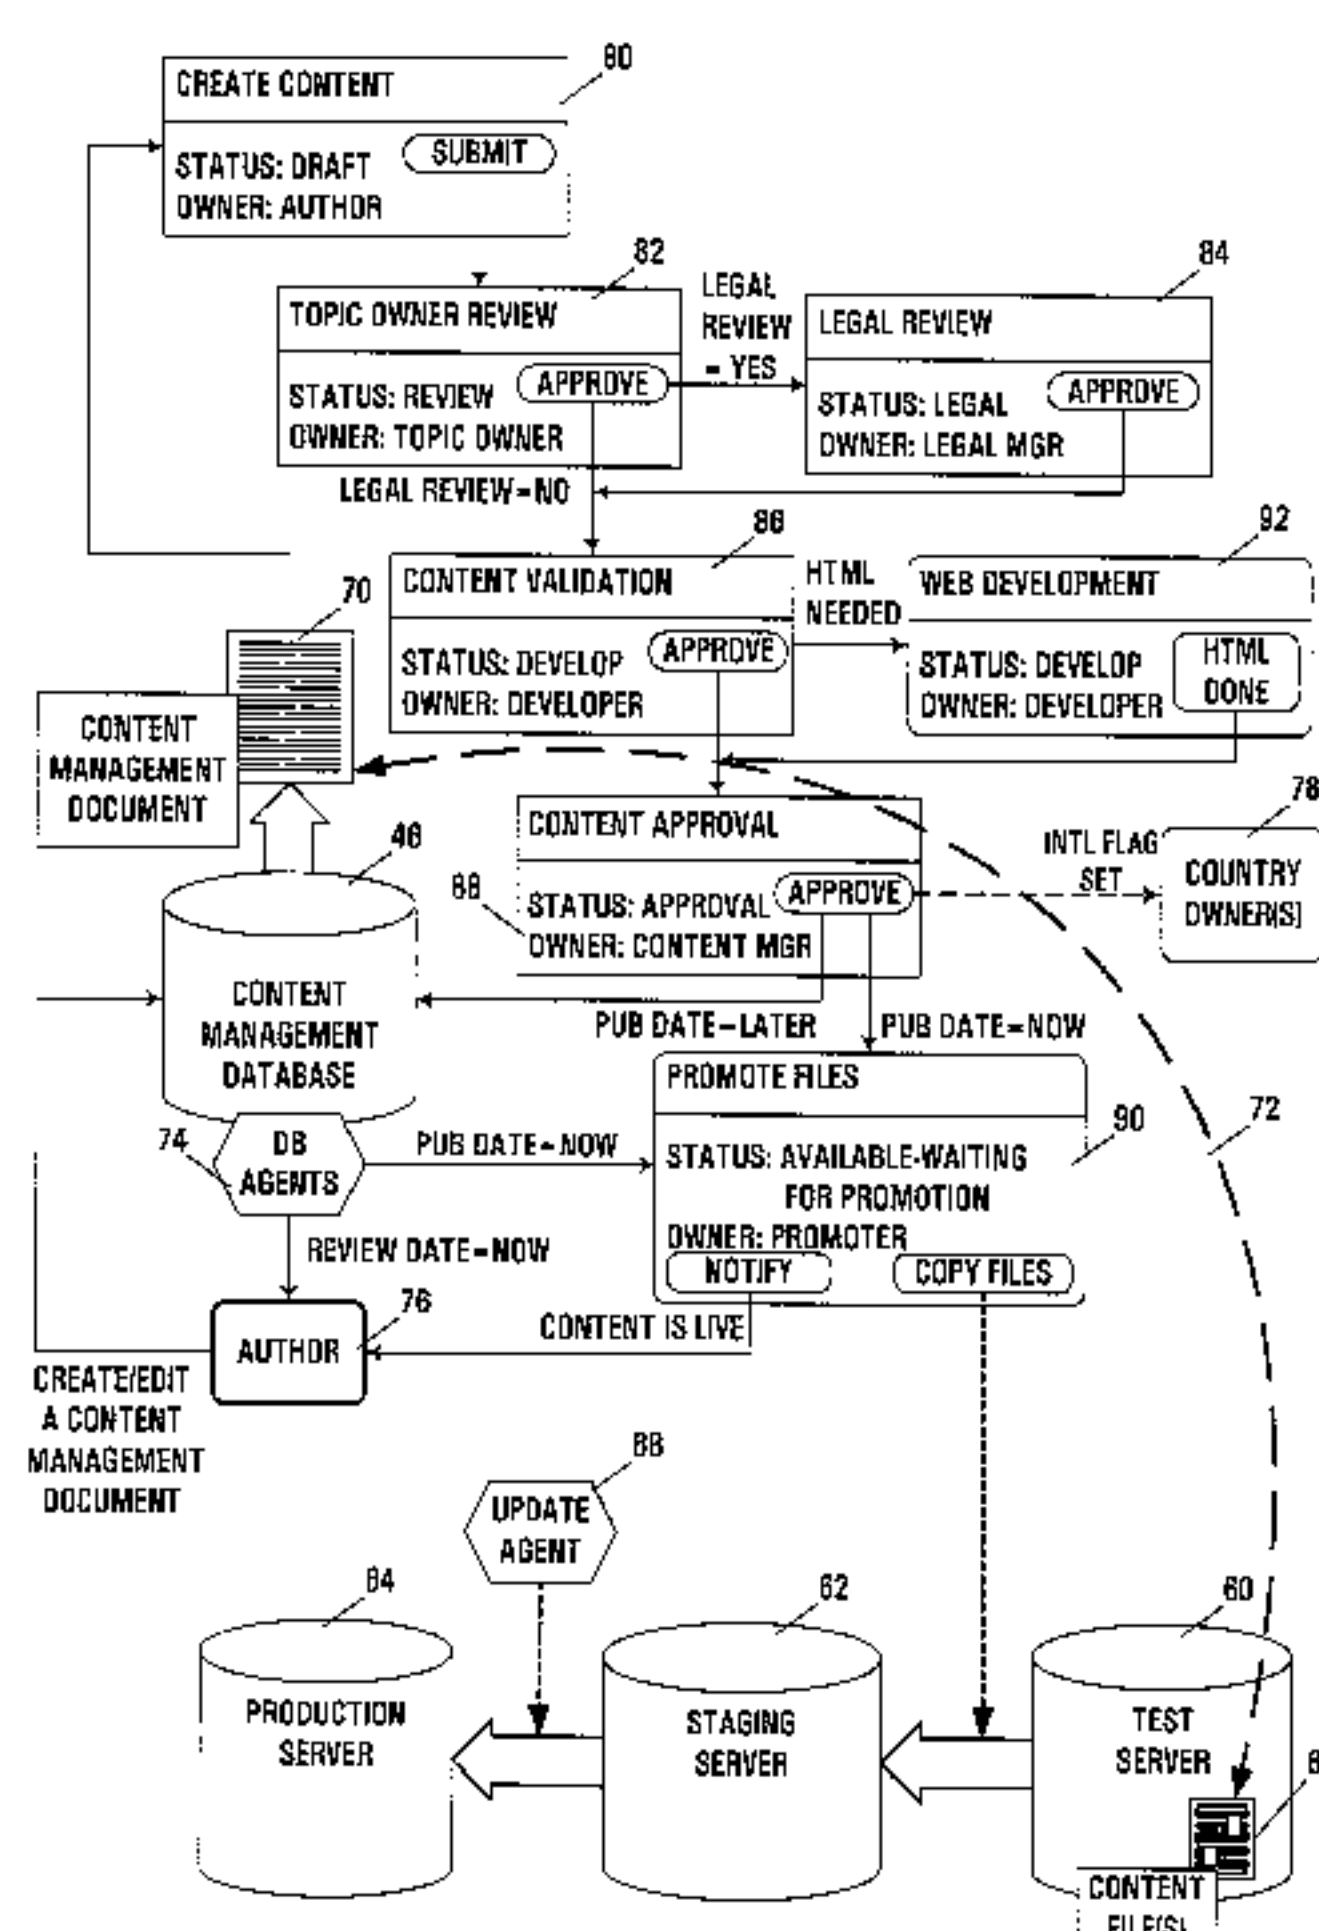 80
CREATE CONTENT
SUBMIT
STATUS: DRAFT
OWNER: AUTHOR
82
84
LEGAL
REVIEW
= YES
TOPIC OWNER REVIEW
LEGAL REVIEW
APPROVE
STATUS: REVIEW
OWNER: TOPIC OWNER
APPROVE
STATUS: LEGAL
OWNER: LEGAL MGR
LEGAL REVIEW=NO
86
92
CONTENT VALIDATION
HTML
NEEDED
WEB DEVELOPMENT
70
APPROVE
STATUS: DEVELOP
OWNER: DEVELOPER
HTML
DONE
STATUS: DEVELOP
OWNER: DEVELOPER
CONTENT
MANAGEMENT
DOCUMENT
78
CONTENT APPROVAL
INTL FLAG
SET
COUNTRY
OWNER(S)
46
88
APPROVE
STATUS: APPROVAL
OWNER: CONTENT MGR
CONTENT
MANAGEMENT
DATABASE
PUB DATE=LATER
PUB DATE=NOW
PROMOTE FILES
72
90
74
DB
AGENTS
PUB DATE=NOW
STATUS: AVAILABLE-WAITING
FOR PROMOTION
OWNER: PROMOTER
REVIEW DATE=NOW
NOTIFY
COPY FILES
76
CONTENT IS LIVE
AUTHOR
CREATE/EDIT
A CONTENT
MANAGEMENT
DOCUMENT
UPDATE
AGENT
64
62
60
PRODUCTION
SERVER
STAGING
SERVER
TEST
SERVER
CONTENT
FILE(S)